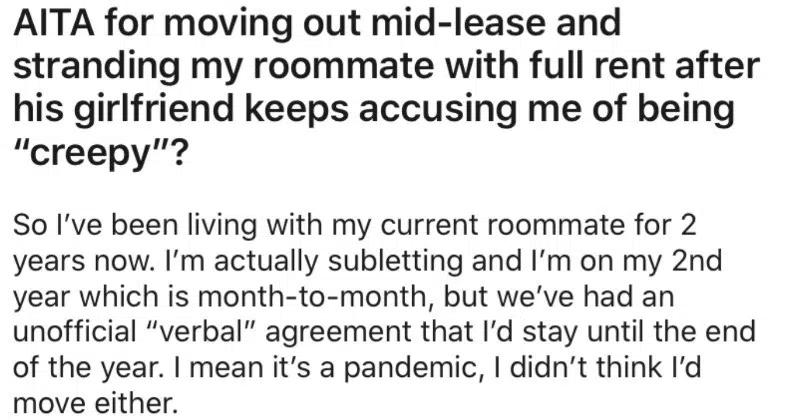 AITA for moving out mid-lease and
stranding my roommate with full rent after
his girlfriend keeps accusing me of being
“creepy”?
So I’ve been living with my current roommate for 2
years now. I’m actually subletting and I’m on my 2nd
year which is month-to-month, but we’ve had an
unofficial “verbal” agreement that I’d stay until the end
of the year. I mean it’s a pandemic, I didn’t think I’d
move either.